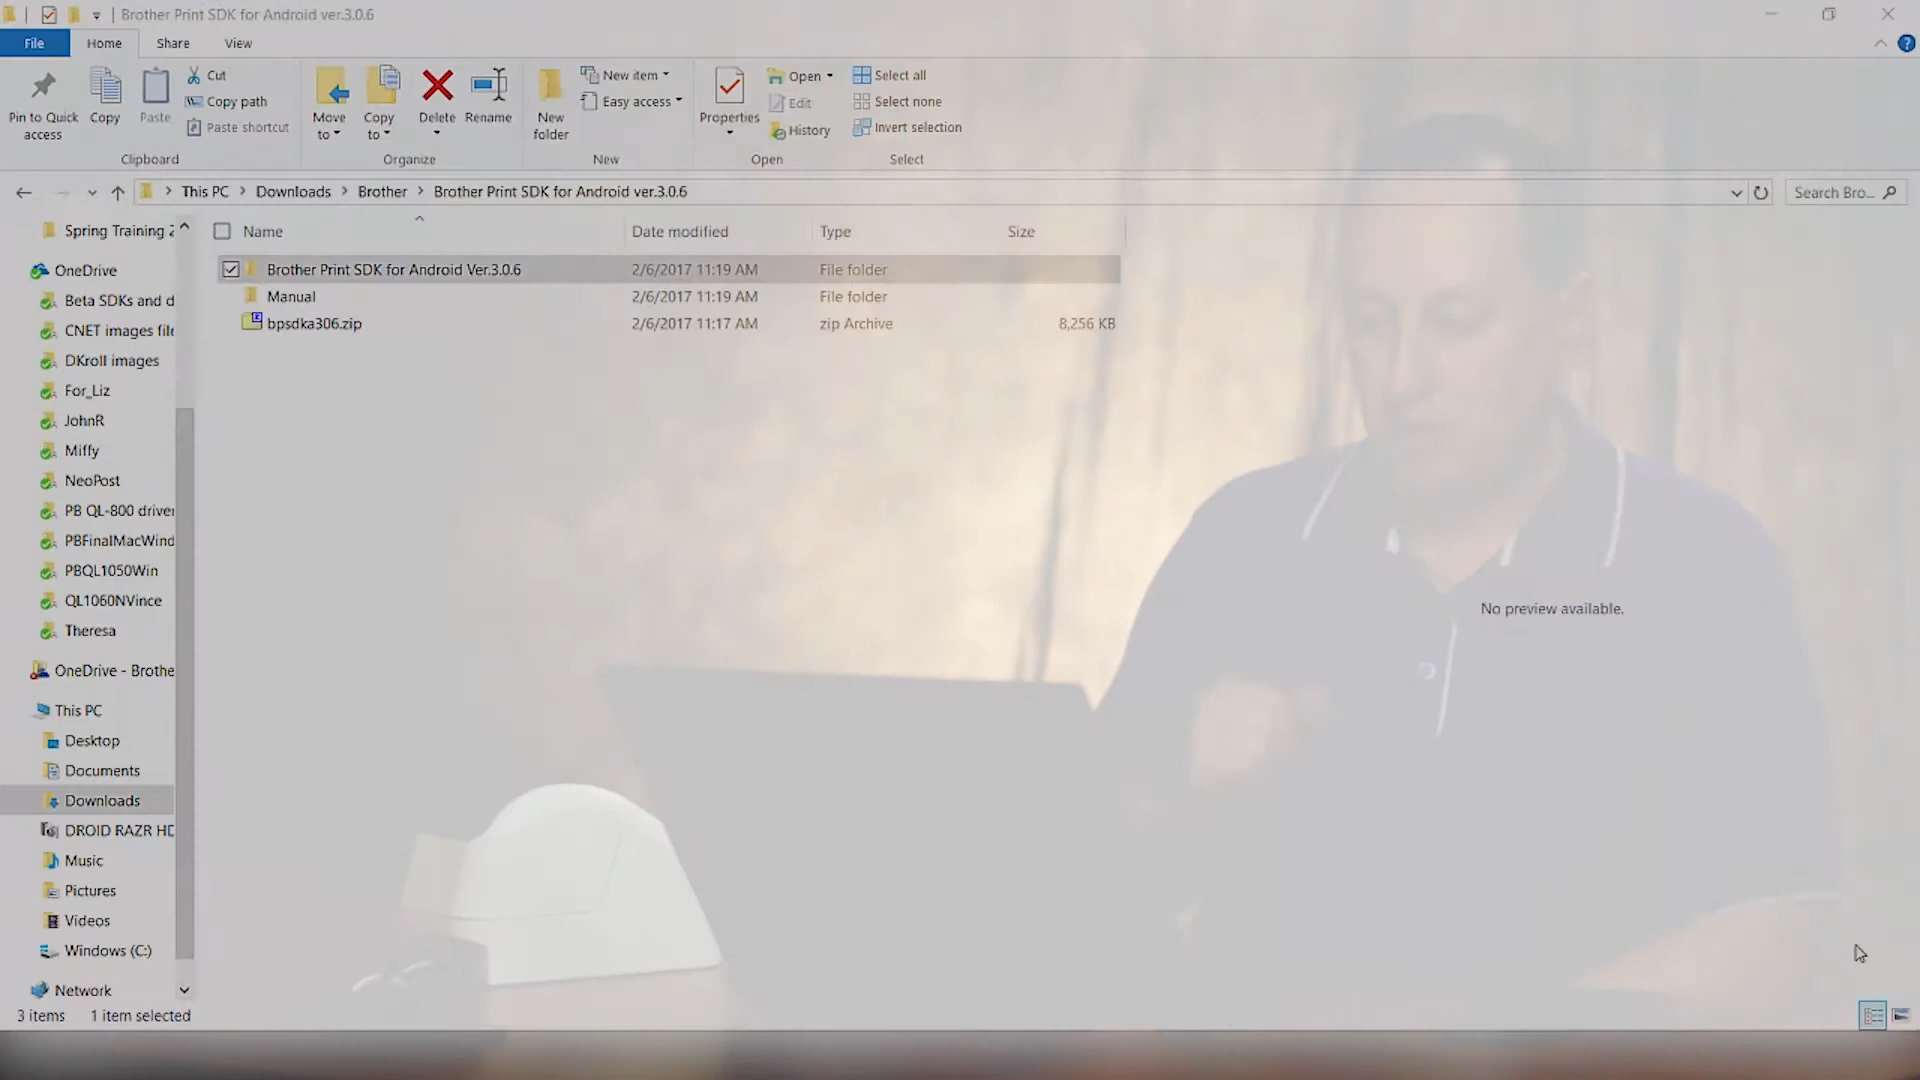 Brother Print SDK for Android ver.3.0.6
File Home Share View
Pin to Quick access
Copy
Paste
Cut
Copy path
Paste shortcut
Clipboard
Move to
Copy to
Delete
Rename
Organize
New folder
New item
Easy access
New
Properties
Open
Edit
History
Open
Select all
Select none
Invert selection
Select
This PC > Downloads > Brother > Brother Print SDK for Android ver.3.0.6
Search Bro...
Name Date modified Type Size
Brother Print SDK for Android Ver.3.0.6 2/6/2017 11:19 AM File folder
Manual 2/6/2017 11:19 AM File folder
bpsdka306.zip 2/6/2017 11:17 AM zip Archive 8,256 KB
Spring Training 2
OneDrive
Beta SDKs and d
CNET images file
DKroll images
For_Liz
JohnR
Miffy
NeoPost
PB QL-800 driver
PBFinalMacWind
PBQL1050Win
QL1060NVince
Theresa
OneDrive - Brothe
This PC
Desktop
Documents
Downloads
DROID RAZR HD
Music
Pictures
Videos
Windows (C:)
Network
No preview available.
3 items 1 item selected